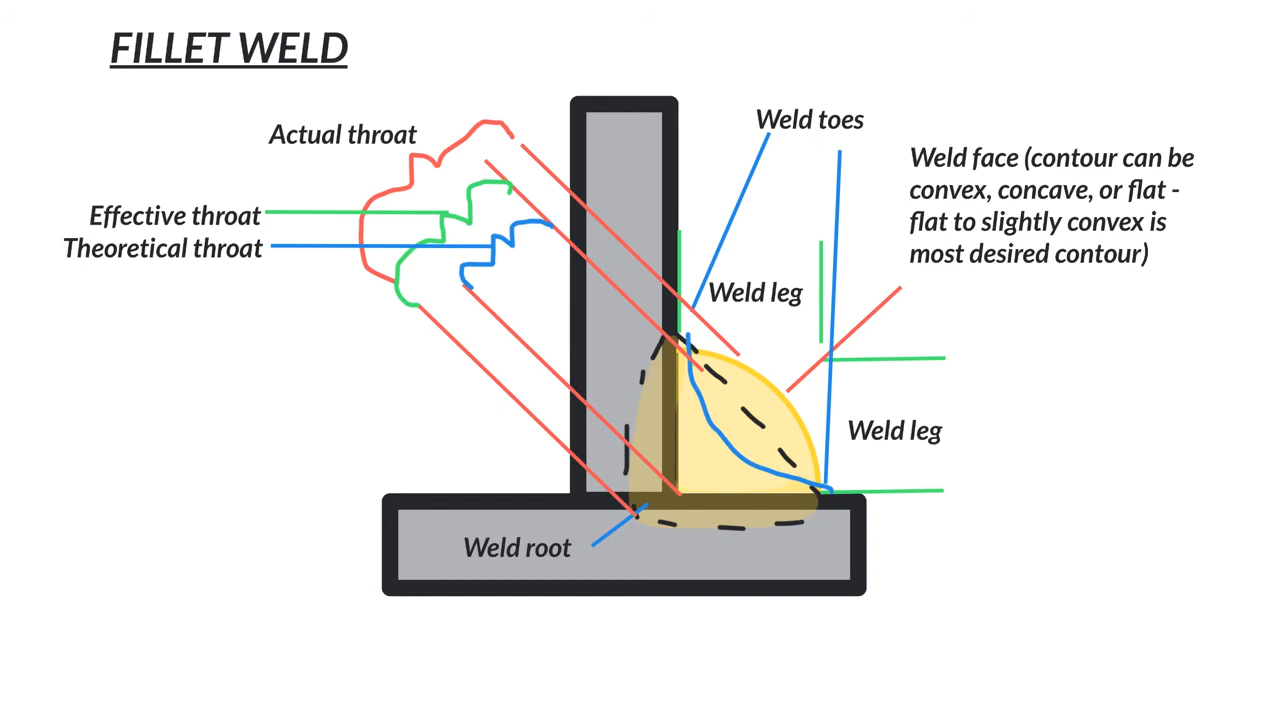 FILLET WELD
Actual throat
Weld toes
Weld face (contour can be
convex, concave, or flat -
flat to slightly convex is
most desired contour)
Effective throat
Theoretical throat
Weld leg
Weld leg
Weld root